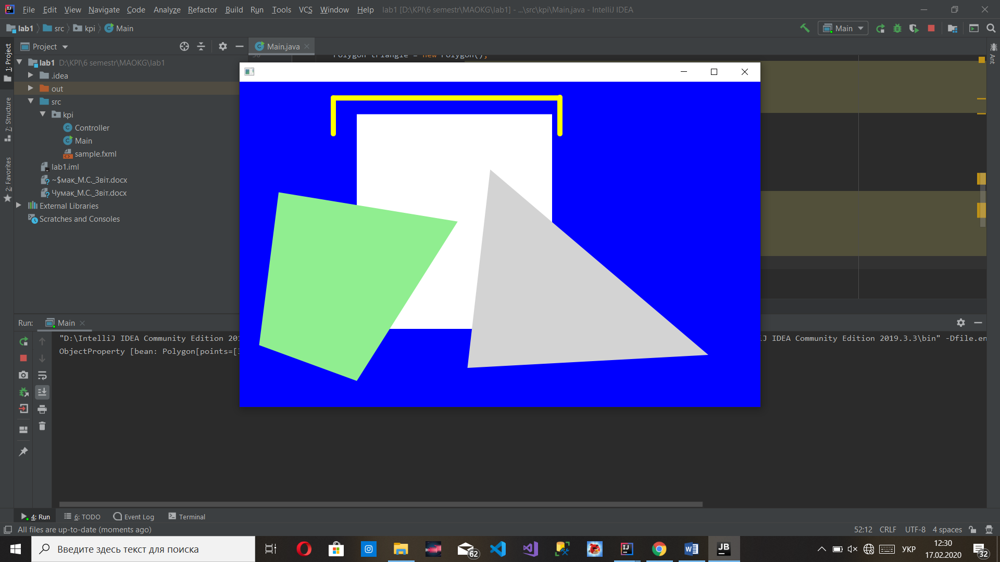 File Edit View Navigate Code Analyze Refactor Build Run Tools VCS Window Help lab1 [D:\KPI\6 semestr\MAOKG\lab1] - ...\src\kpi\Main.java - IntelliJ IDEA
lab1 src kpi Main Main
1: Project
7: Structure
2: Favorites
Project
Main.java
Ant
lab1 D:\KPI\6 semestr\MAOKG\lab1
.idea
out
src
kpi
Controller
Main
sample.fxml
lab1.iml
~$мак_М.С._Звіт.docx
Чумак_М.С._Звіт.docx
External Libraries
Scratches and Consoles
Polygon triangle = new Polygon();
Run: Main
"D:\IntelliJ IDEA Community Edition 201 IJ IDEA Community Edition 2019.3.3\bin" -Dfile.en
ObjectProperty [bean: Polygon[points=[
4: Run 6: TODO Event Log Terminal
All files are up-to-date (moments ago) 52:12 CRLF UTF-8 4 spaces
Введите здесь текст для поиска
62
УКР
12:30
17.02.2020
32